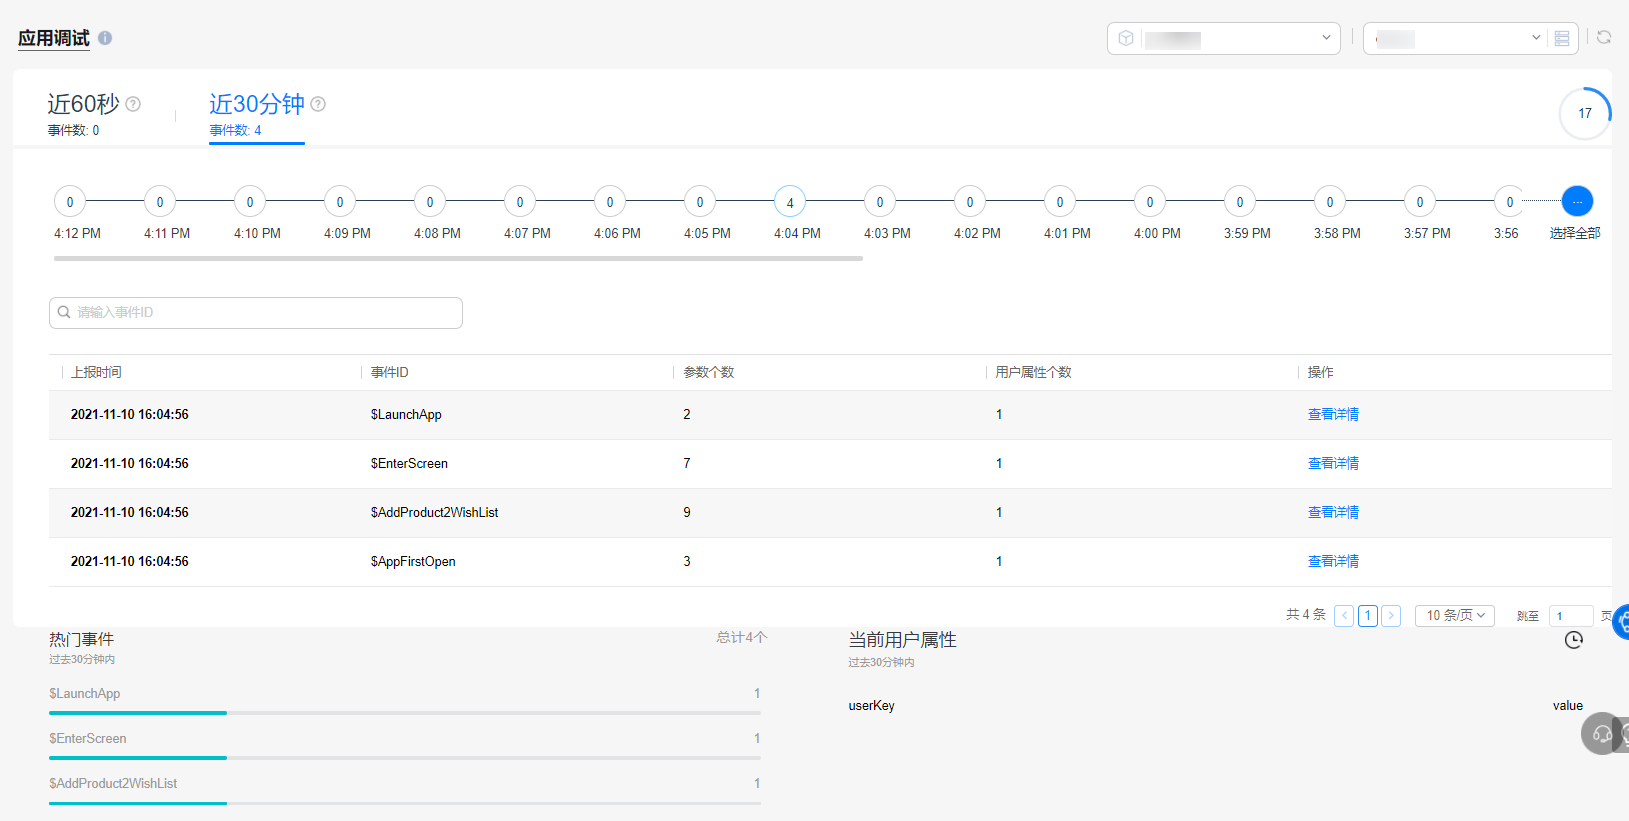 应用调试
近60秒
事件数: 0
近30分钟
事件数: 4
17
0 0 0 0 0 0 0 0 4 0 0 0 0 0 0 0 0 ...
4:12 PM 4:11 PM 4:10 PM 4:09 PM 4:08 PM 4:07 PM 4:06 PM 4:05 PM 4:04 PM 4:03 PM 4:02 PM 4:01 PM 4:00 PM 3:59 PM 3:58 PM 3:57 PM 3:56 选择全部
请输入事件ID
上报时间 事件ID 参数个数 用户属性个数 操作
2021-11-10 16:04:56 $LaunchApp 2 1 查看详情
2021-11-10 16:04:56 $EnterScreen 7 1 查看详情
2021-11-10 16:04:56 $AddProduct2WishList 9 1 查看详情
2021-11-10 16:04:56 $AppFirstOpen 3 1 查看详情
共 4 条 1 10 条/页 跳至 1 页
热门事件 总计4个
过去30分钟内
$LaunchApp 1
$EnterScreen 1
$AddProduct2WishList 1
当前用户属性
过去30分钟内
userKey value